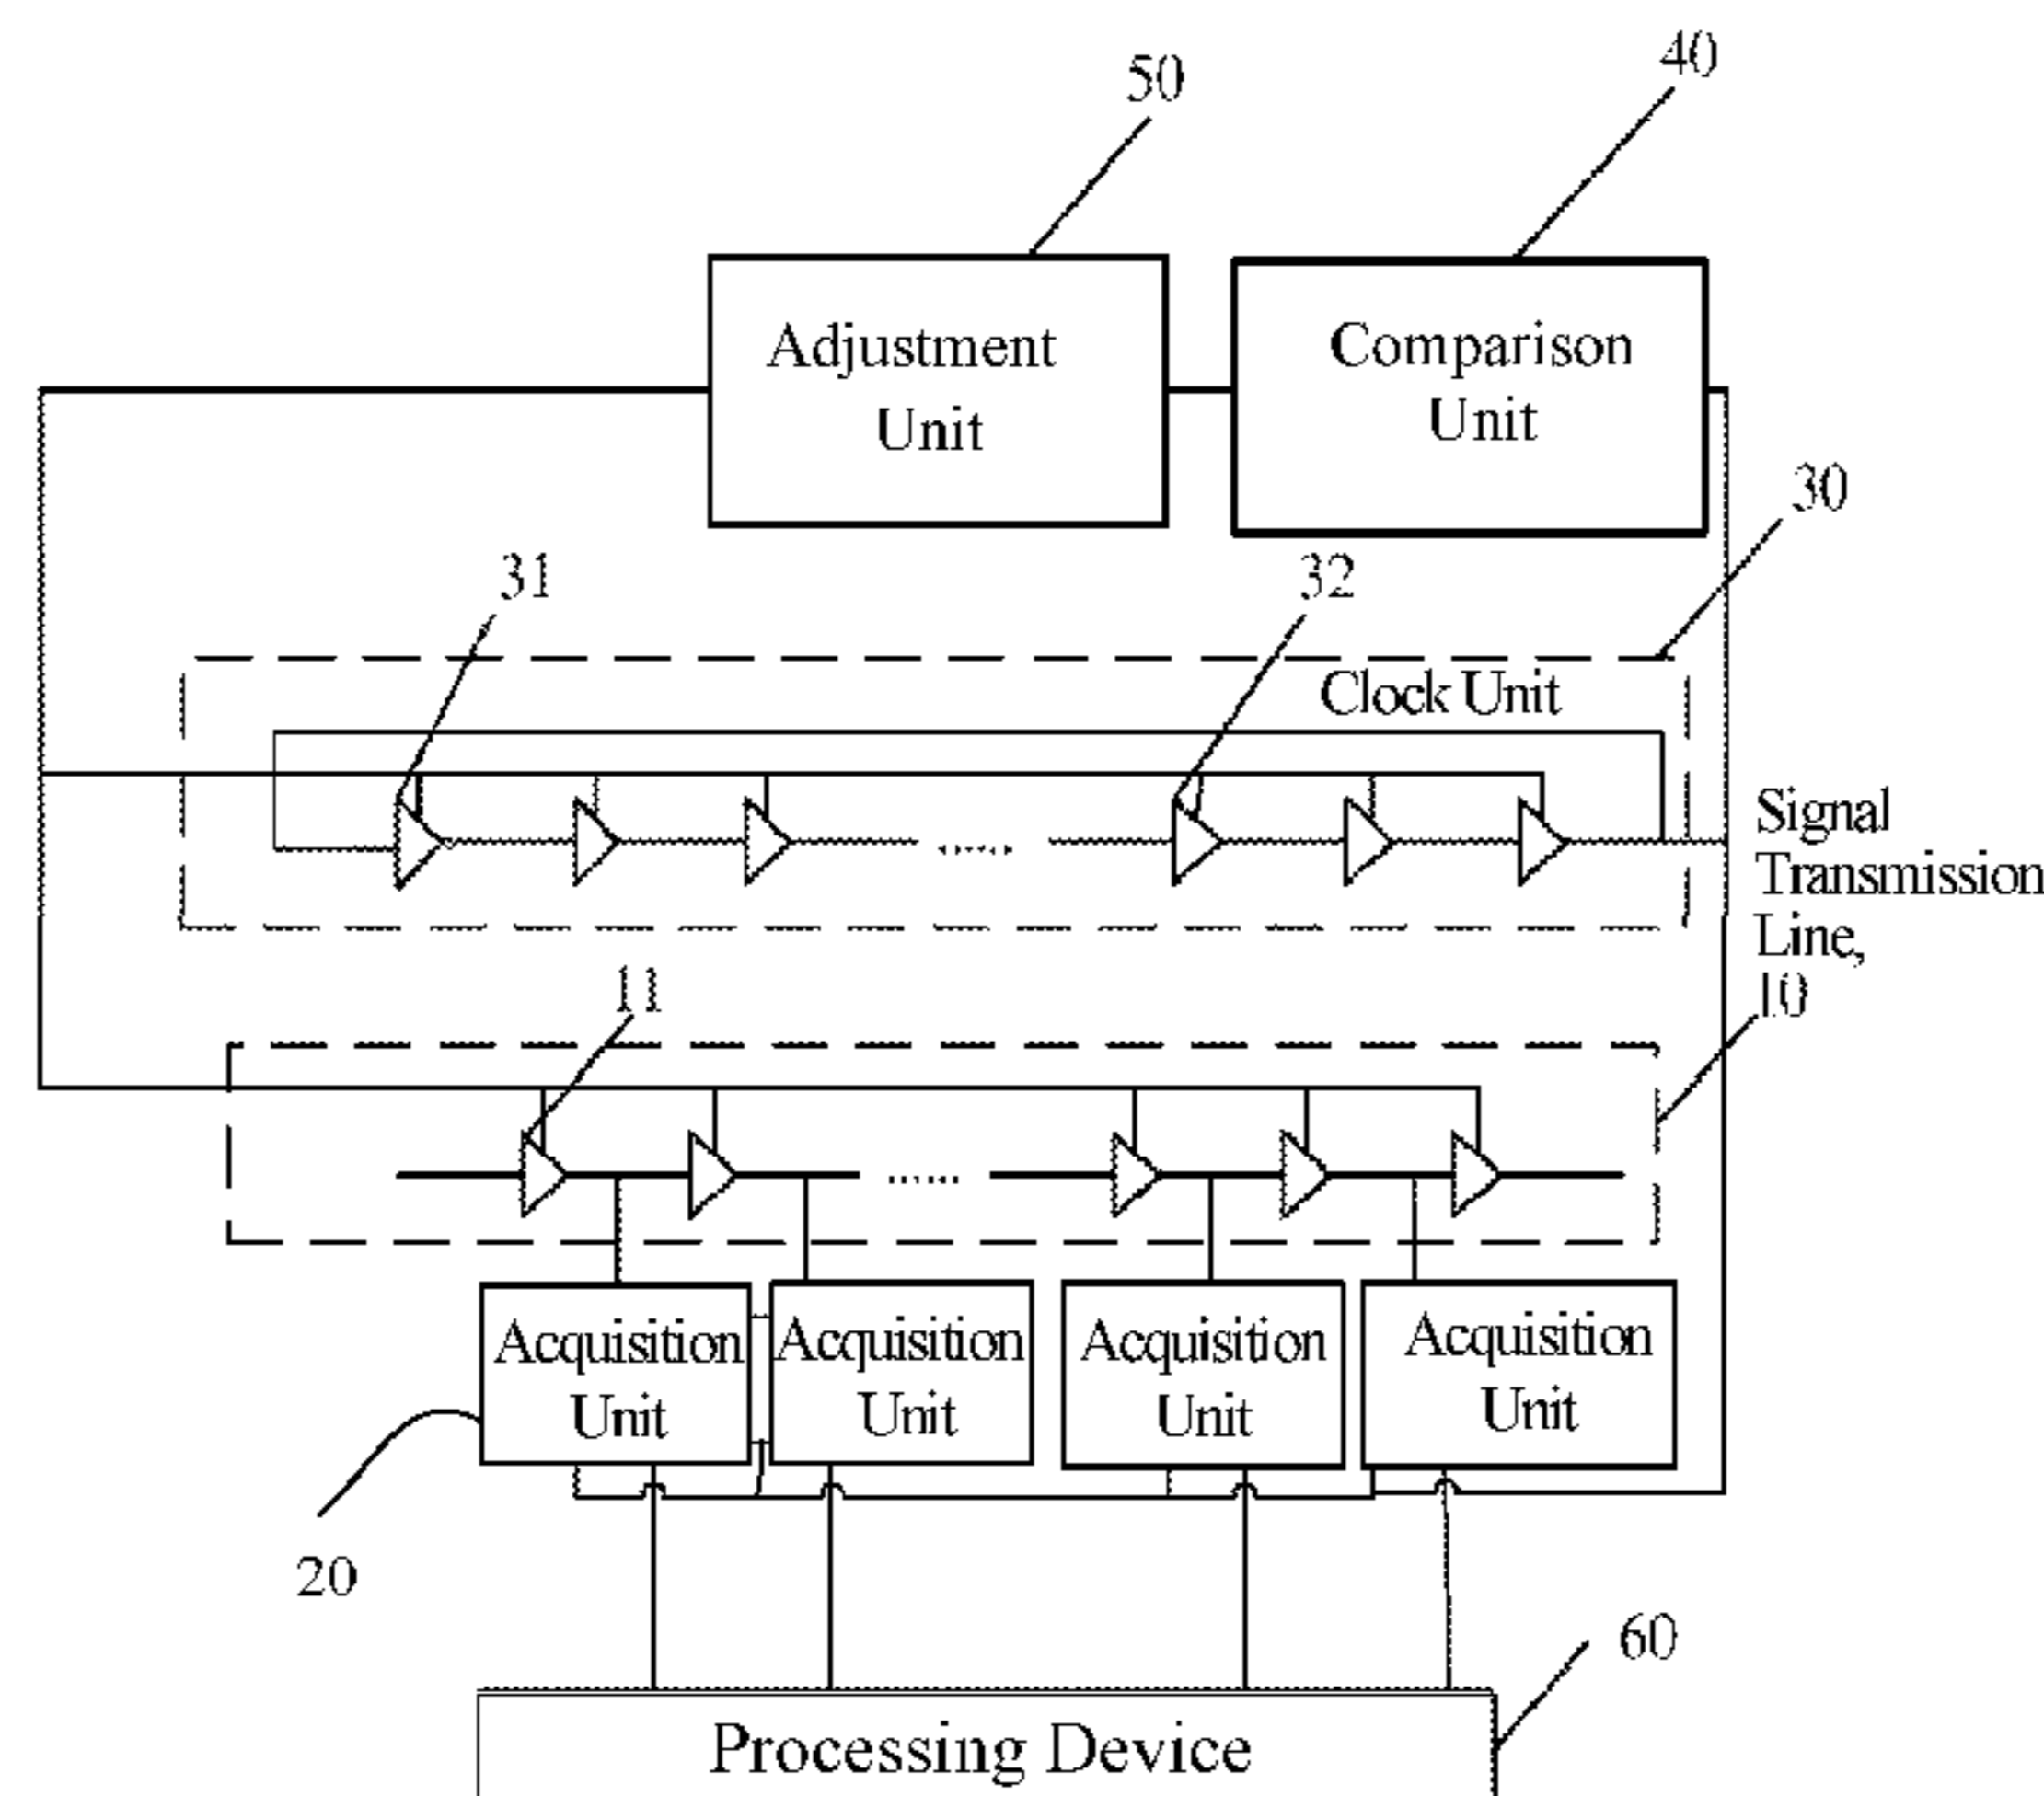 50
40
Adjustment
Unit
Comparison
Unit
30
31
32
Clock Unit
Signal
Transmission
Line,
10
11
Acquisition
Unit
Acquisition
Unit
Acquisition
Unit
Acquisition
Unit
20
60
Processing Device